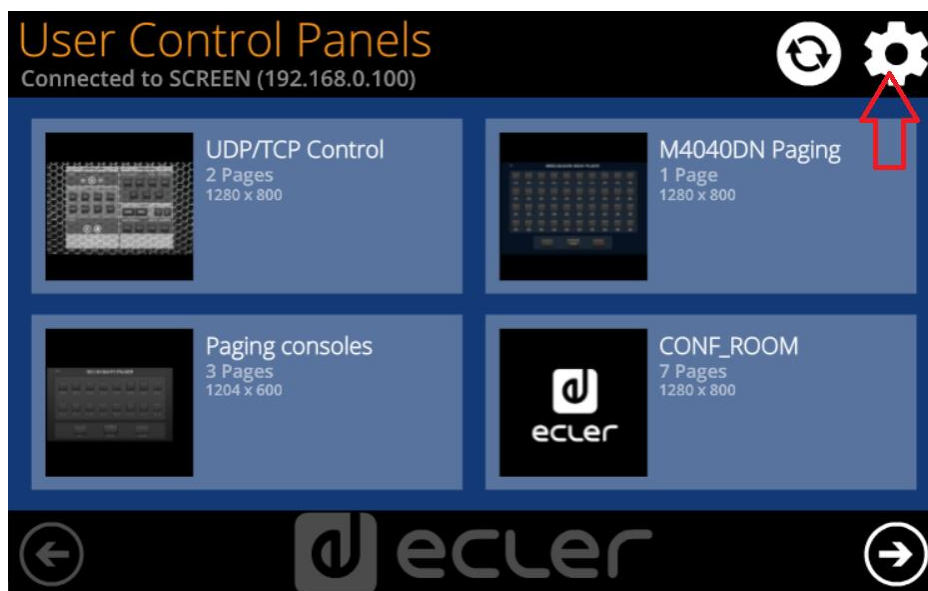 User Control Panels
Connected to SCREEN (192.168.0.100)
UDP/TCP Control
2 Pages
1280 x 800
M4040DN Paging
1 Page
1280 x 800
Paging consoles
3 Pages
1204 x 600
CONF_ROOM
7 Pages
1280 x 800
ecler
ecler